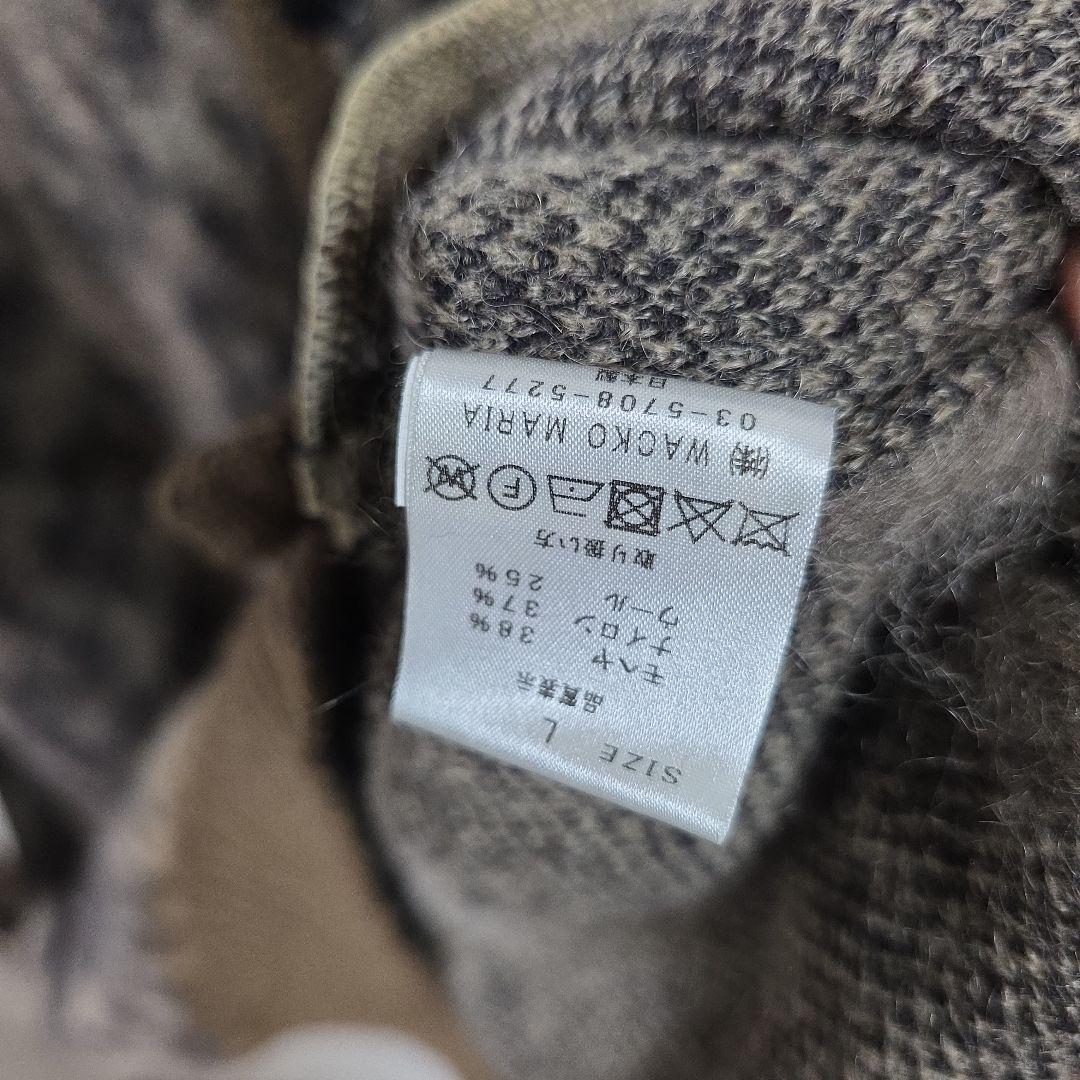 SIZE L
品質表示
モヘヤ 38%
ナイロン 37%
ウール 25%
取り扱い方
F W
(株) WACKO MARIA
03-5708-5277
日本製